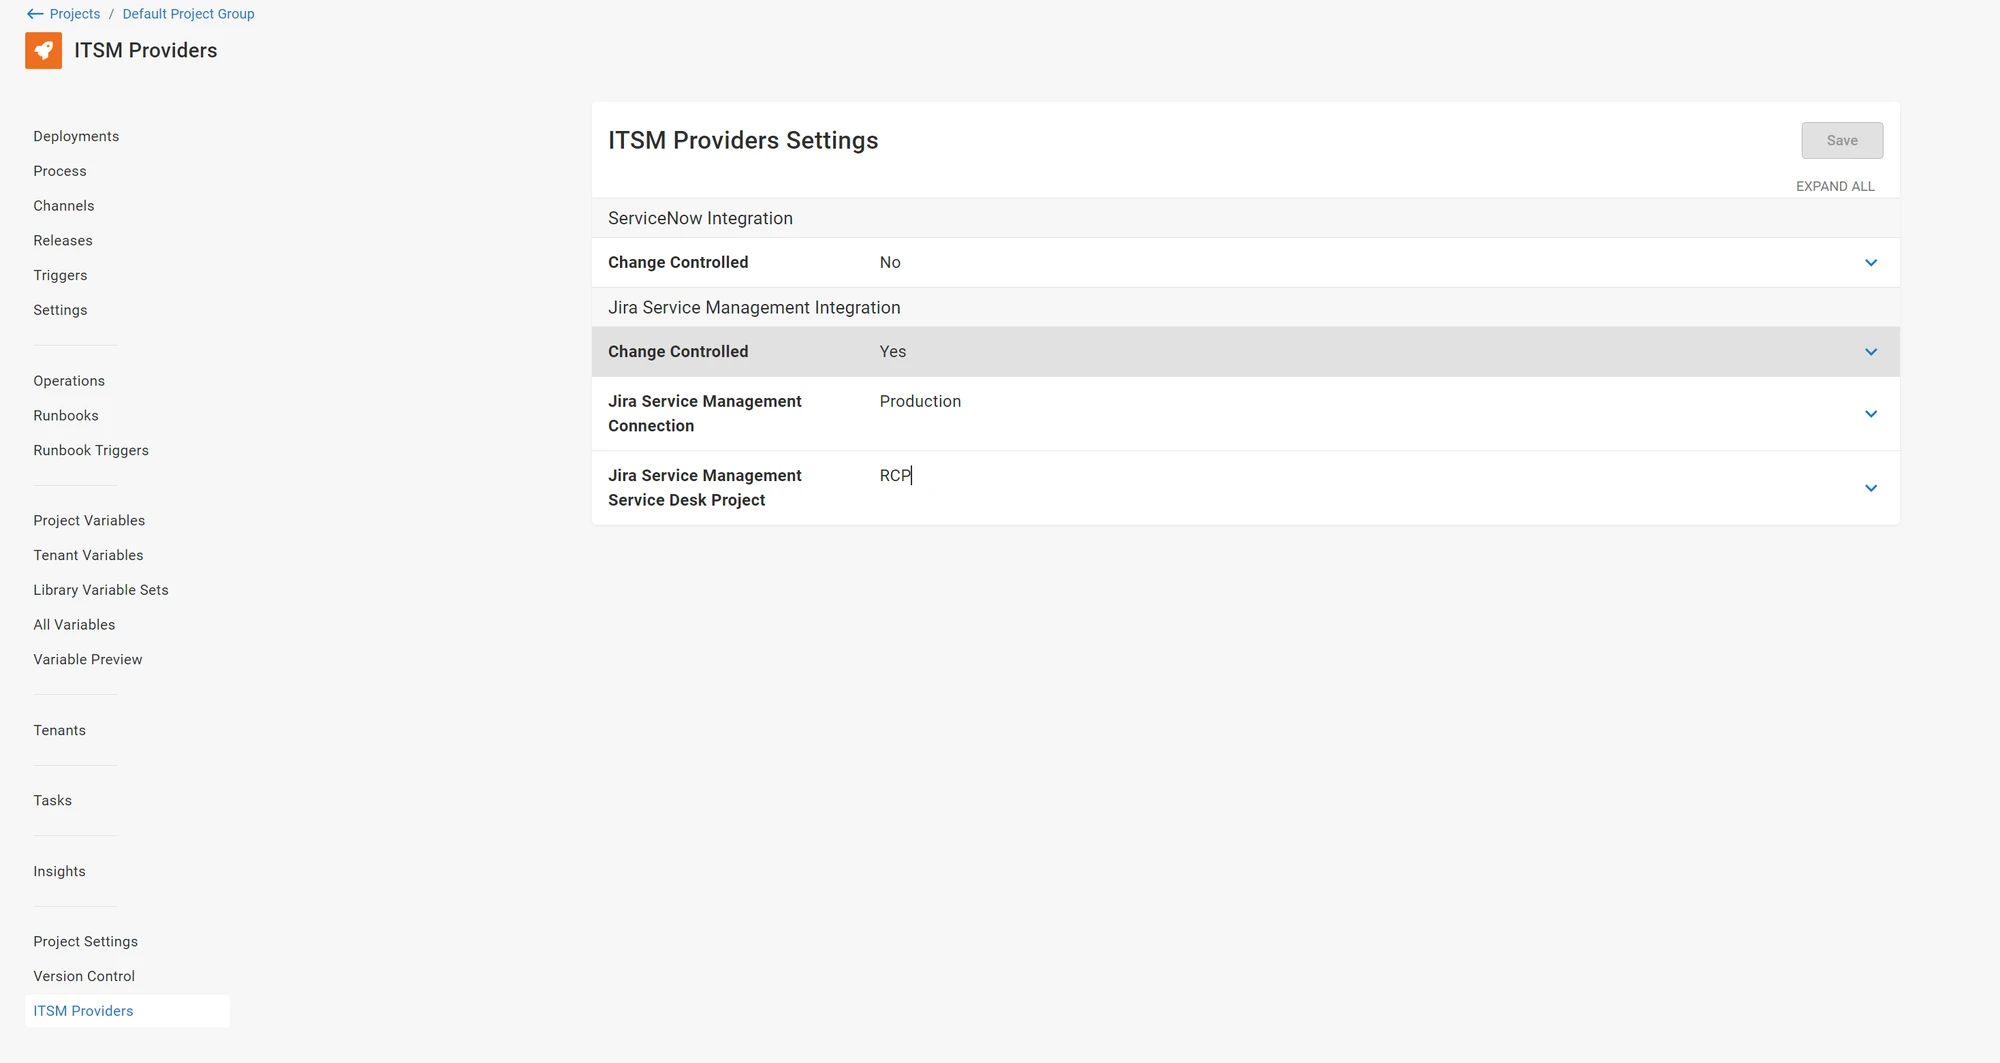 Projects / Default Project Group
ITSM Providers
Deployments
Process
Channels
Releases
Triggers
Settings
Operations
Runbooks
Runbook Triggers
Project Variables
Tenant Variables
Library Variable Sets
All Variables
Variable Preview
Tenants
Tasks
Insights
Project Settings
Version Control
ITSM Providers
ITSM Providers Settings
Save
EXPAND ALL
ServiceNow Integration
Change Controlled No
Jira Service Management Integration
Change Controlled Yes
Jira Service Management Production
Connection
Jira Service Management RCP
Service Desk Project